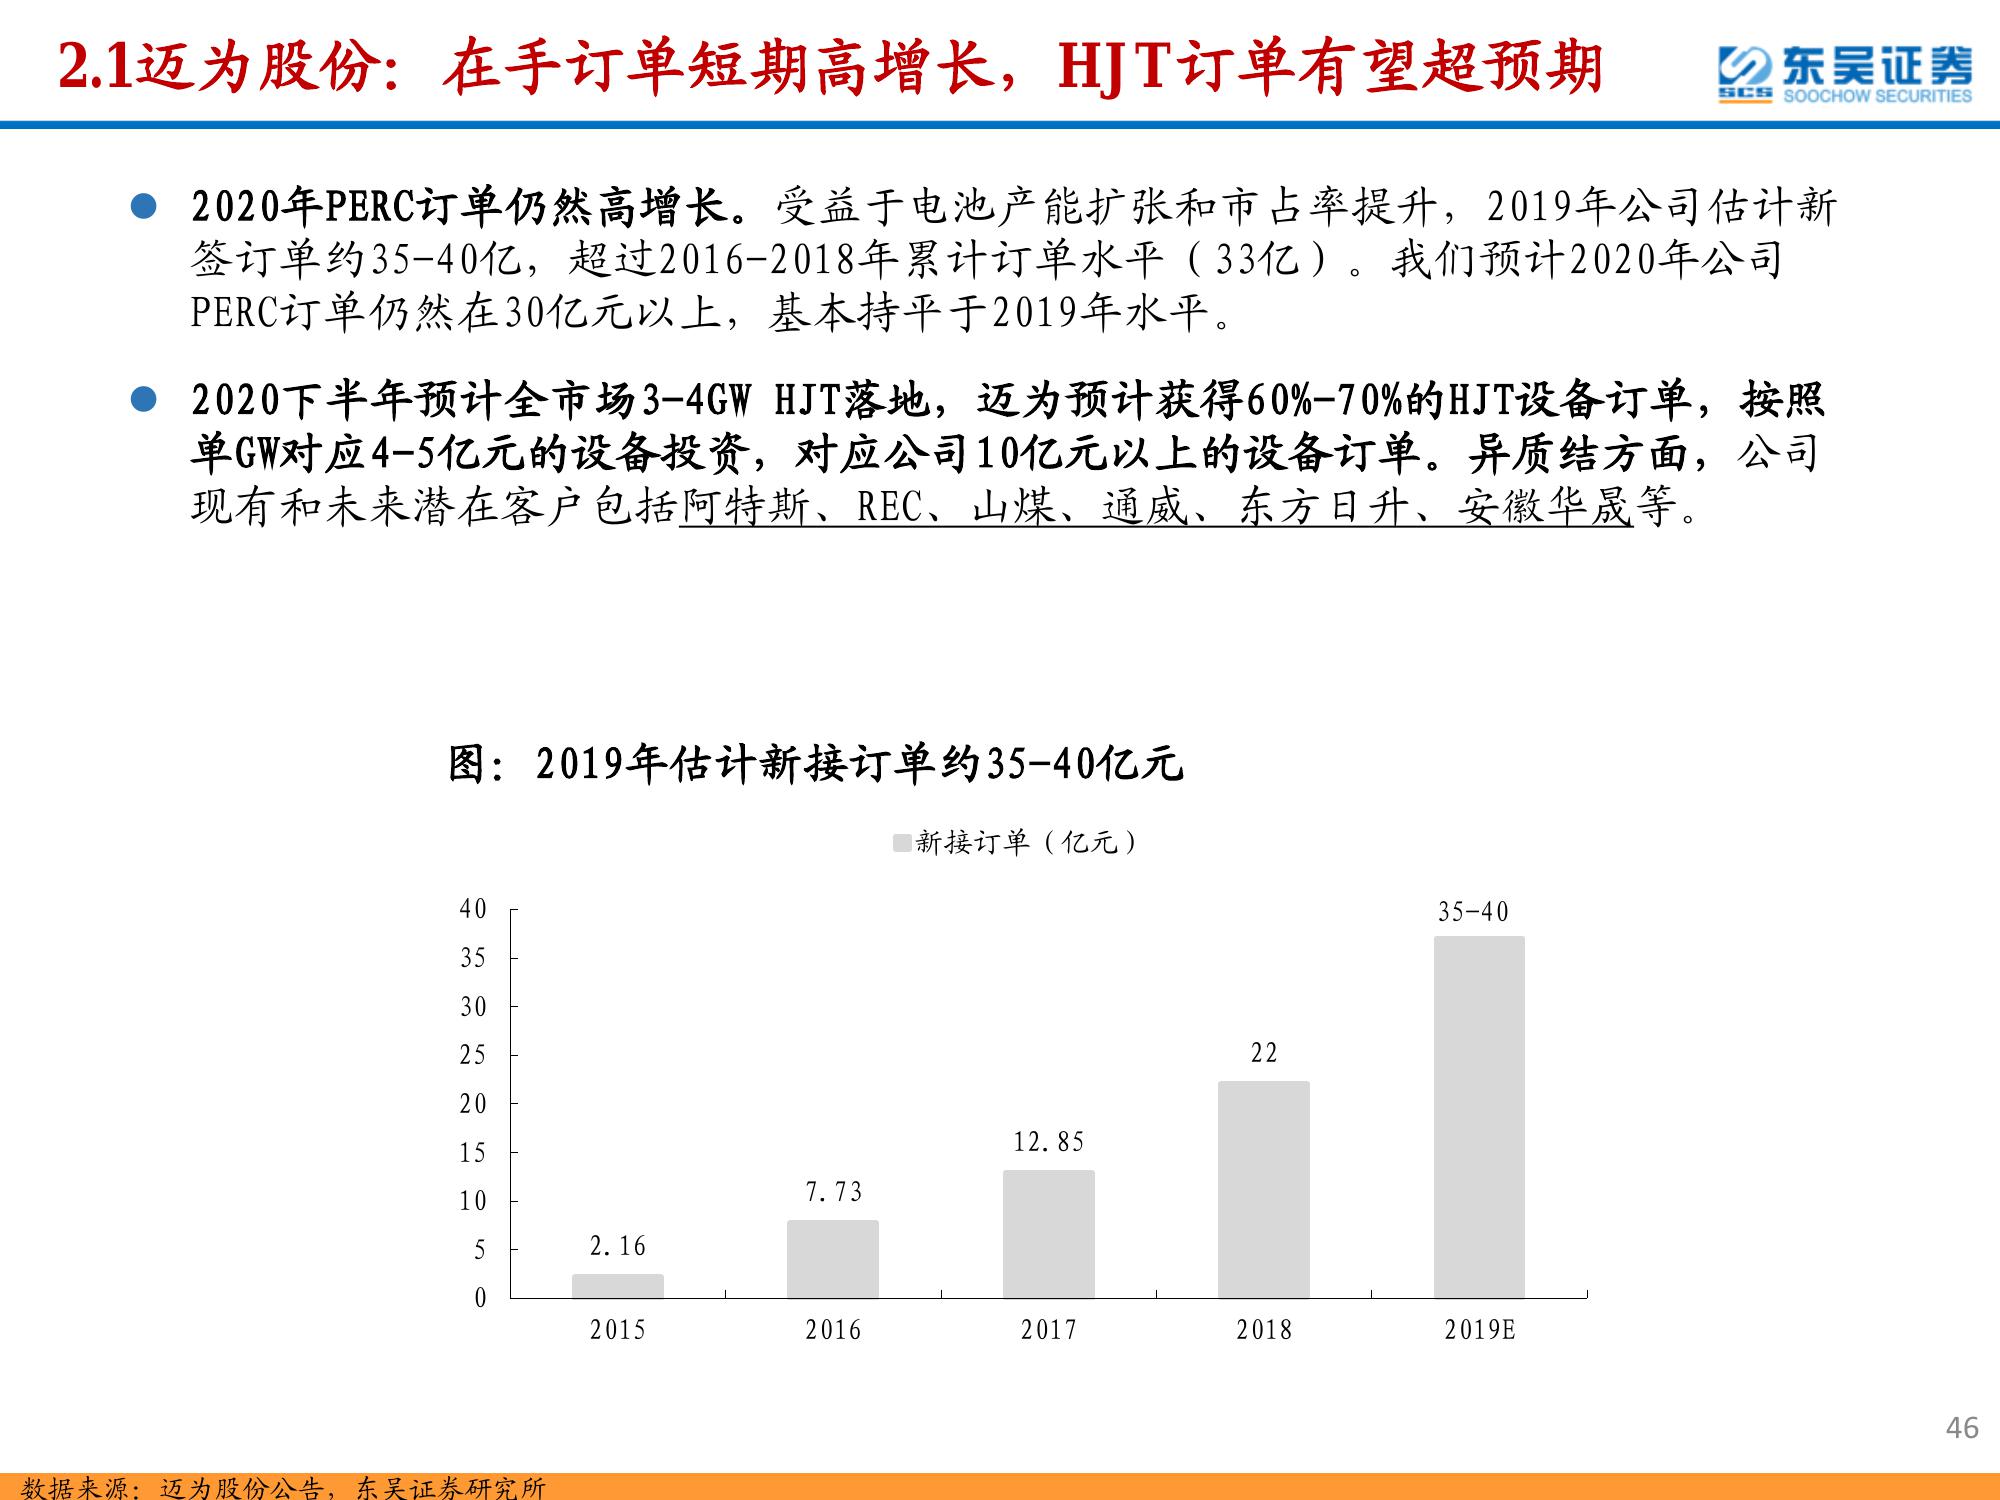 2.1迈为股份：在手订单短期高增长，HJT订单有望超预期
东吴证券
SCS SOOCHOW SECURITIES
2020年PERC订单仍然高增长。受益于电池产能扩张和市占率提升，2019年公司估计新
签订单约35-40亿，超过2016-2018年累计订单水平（33亿）。我们预计2020年公司
PERC订单仍然在30亿元以上，基本持平于2019年水平。
2020下半年预计全市场3-4GW HJT落地，迈为预计获得60%-70%的HJT设备订单，按照
单GW对应4-5亿元的设备投资，对应公司10亿元以上的设备订单。异质结方面，公司
现有和未来潜在客户包括阿特斯、REC、山煤、通威、东方日升、安徽华晟等。
图：2019年估计新接订单约35-40亿元
新接订单（亿元）
40
35
30
25
20
15
10
5
0
2.16
7.73
12.85
22
35-40
2015
2016
2017
2018
2019E
46
数据来源：迈为股份公告，东吴证券研究所